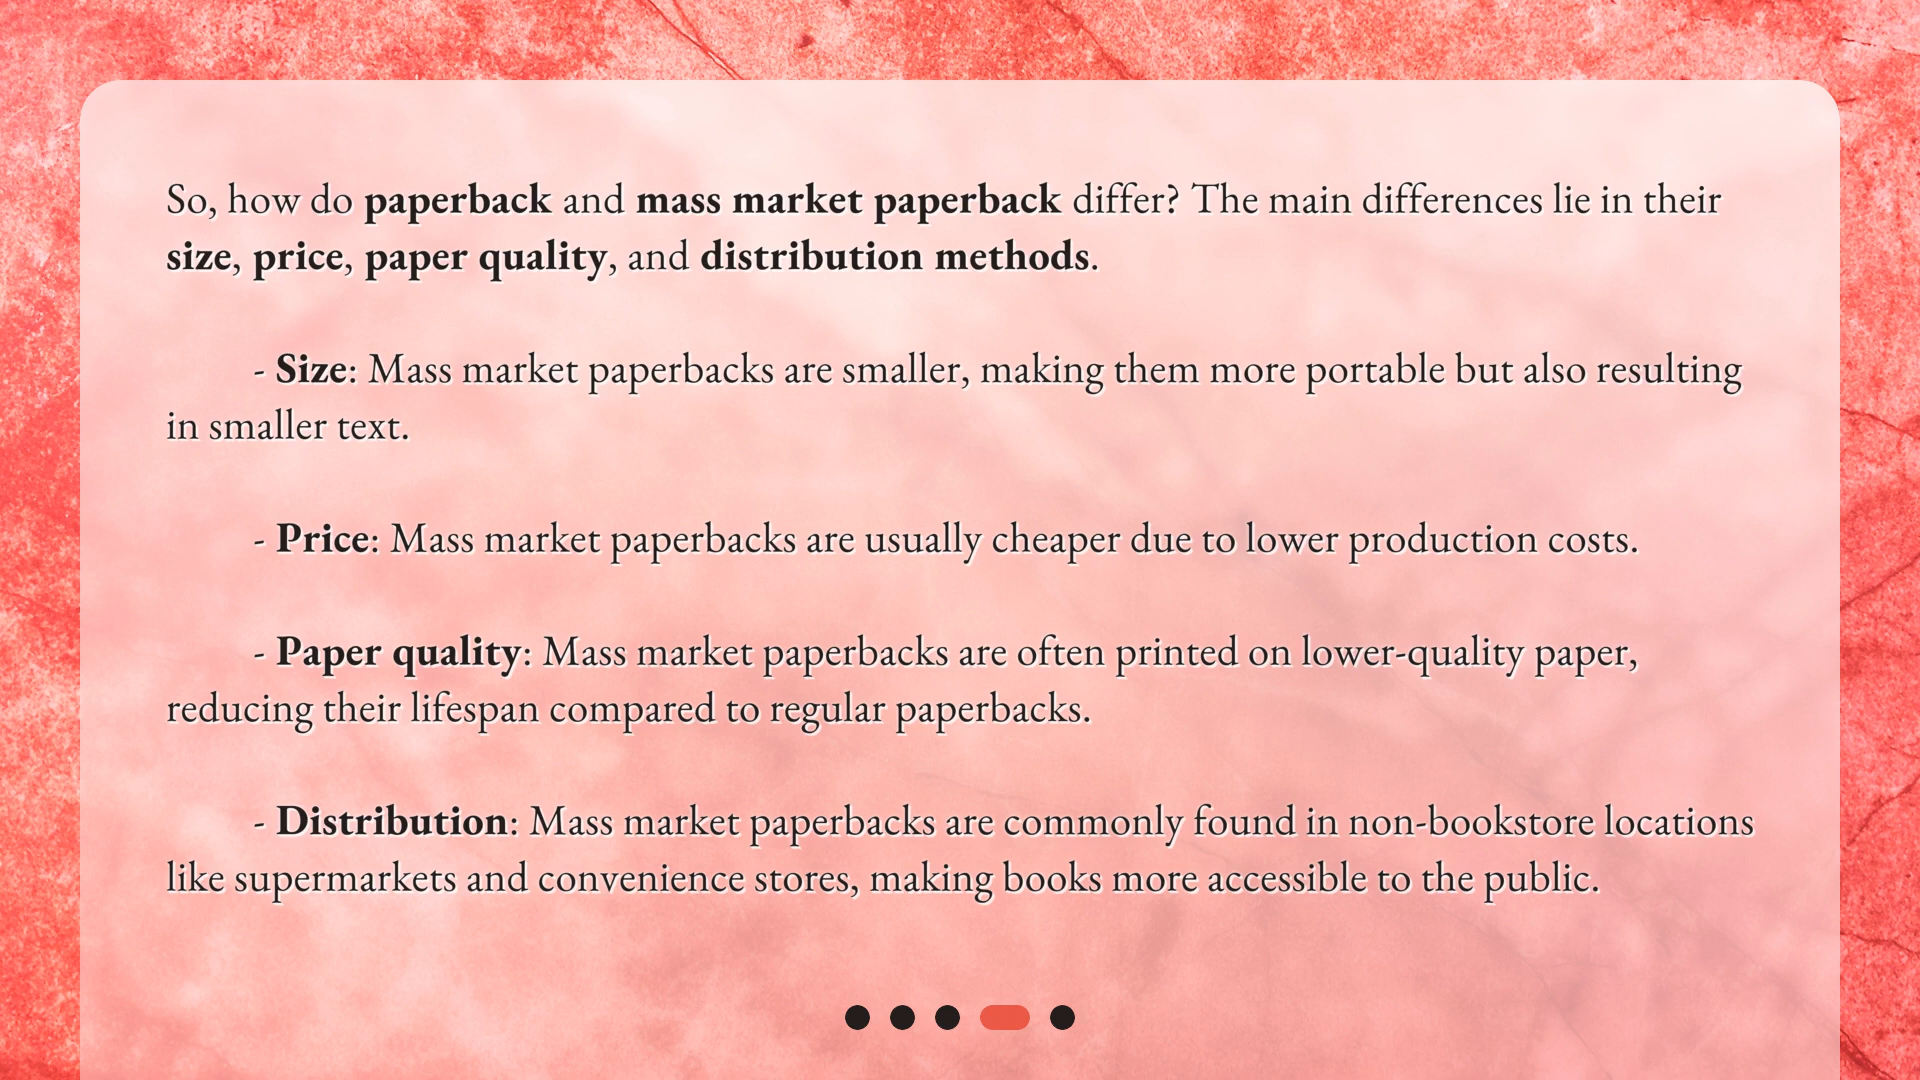 So, how do paperback and mass market paperback differ? The main differences lie in their
size, price, paper quality, and distribution methods.
- Size: Mass market paperbacks are smaller, making them more portable but also resulting
in smaller text.
- Price: Mass market paperbacks are usually cheaper due to lower production costs.
- Paper quality: Mass market paperbacks are often printed on lower-quality paper,
reducing their lifespan compared to regular paperbacks.
- Distribution: Mass market paperbacks are commonly found in non-bookstore locations
like supermarkets and convenience stores, making books more accessible to the public.